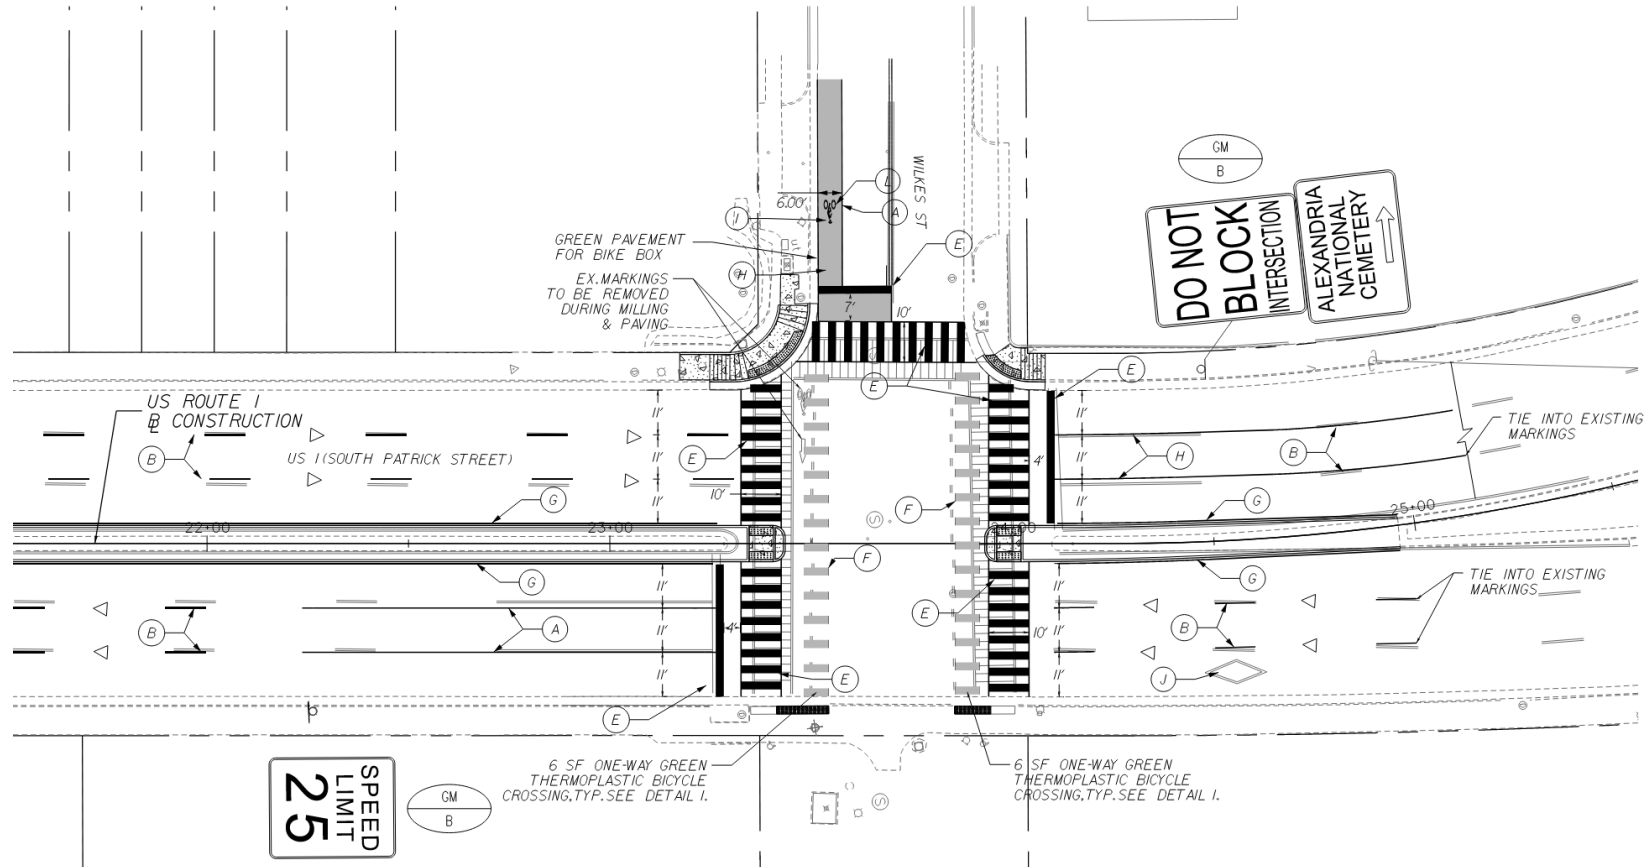 GM
B
DO NOT
BLOCK
INTERSECTION
ALEXANDRIA
NATIONAL
CEMETERY
WILKES ST
L
6.00'
A
E
GREEN PAVEMENT
FOR BIKE BOX
H
EX. MARKINGS
TO BE REMOVED
DURING MILLING
& PAVING
7'
10'
E
E
US ROUTE 1
B CONSTRUCTION
US 1 (SOUTH PATRICK STREET)
B
E
10'
11'
11'
11'
4'
11'
11'
11'
H
B
TIE INTO EXISTING
MARKINGS
G
F
G
22+00
23+00
24+00
25+00
G
F
G
TIE INTO EXISTING
MARKINGS
B
A
11'
11'
11'
4'
E
10'
11'
11'
11'
B
E
J
E
6 SF ONE-WAY GREEN
THERMOPLASTIC BICYCLE
CROSSING, TYP. SEE DETAIL 1.
6 SF ONE-WAY GREEN
THERMOPLASTIC BICYCLE
CROSSING, TYP. SEE DETAIL 1.
SPEED
LIMIT
25
GM
B
S
S
S